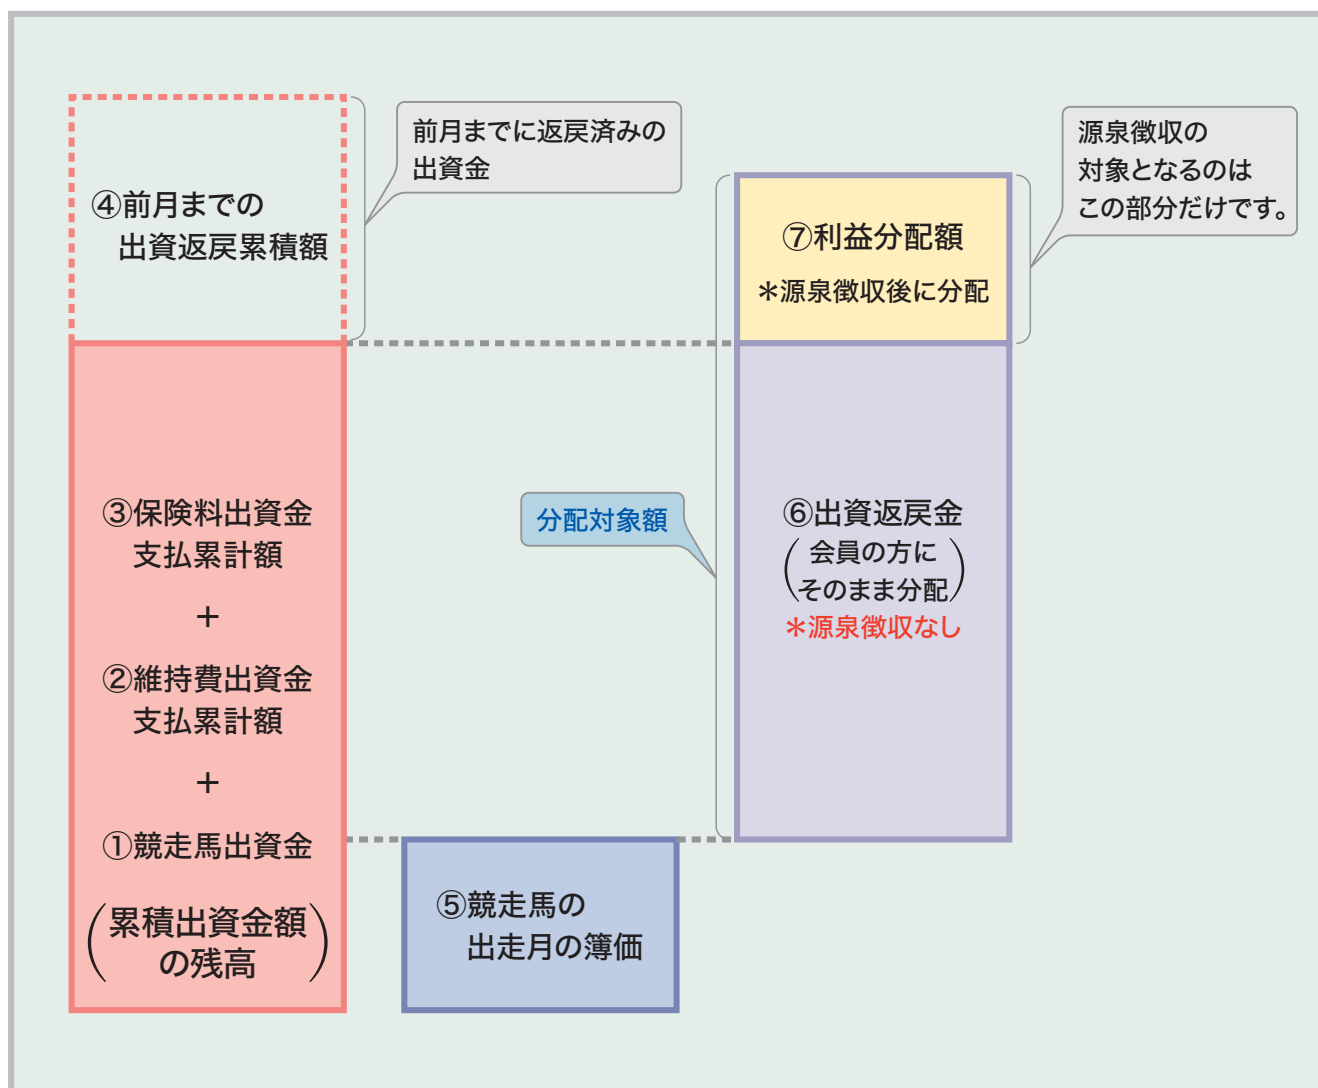 ④前月までの
出資返戻累積額
前月までに返戻済みの
出資金
源泉徴収の
対象となるのは
この部分だけです。
⑦利益分配額
＊源泉徴収後に分配
③保険料出資金
支払累計額
＋
②維持費出資金
支払累計額
＋
①競走馬出資金
(累積出資金額
の残高)
分配対象額
⑥出資返戻金
(会員の方に
そのまま分配)
＊源泉徴収なし
⑤競走馬の
出走月の簿価